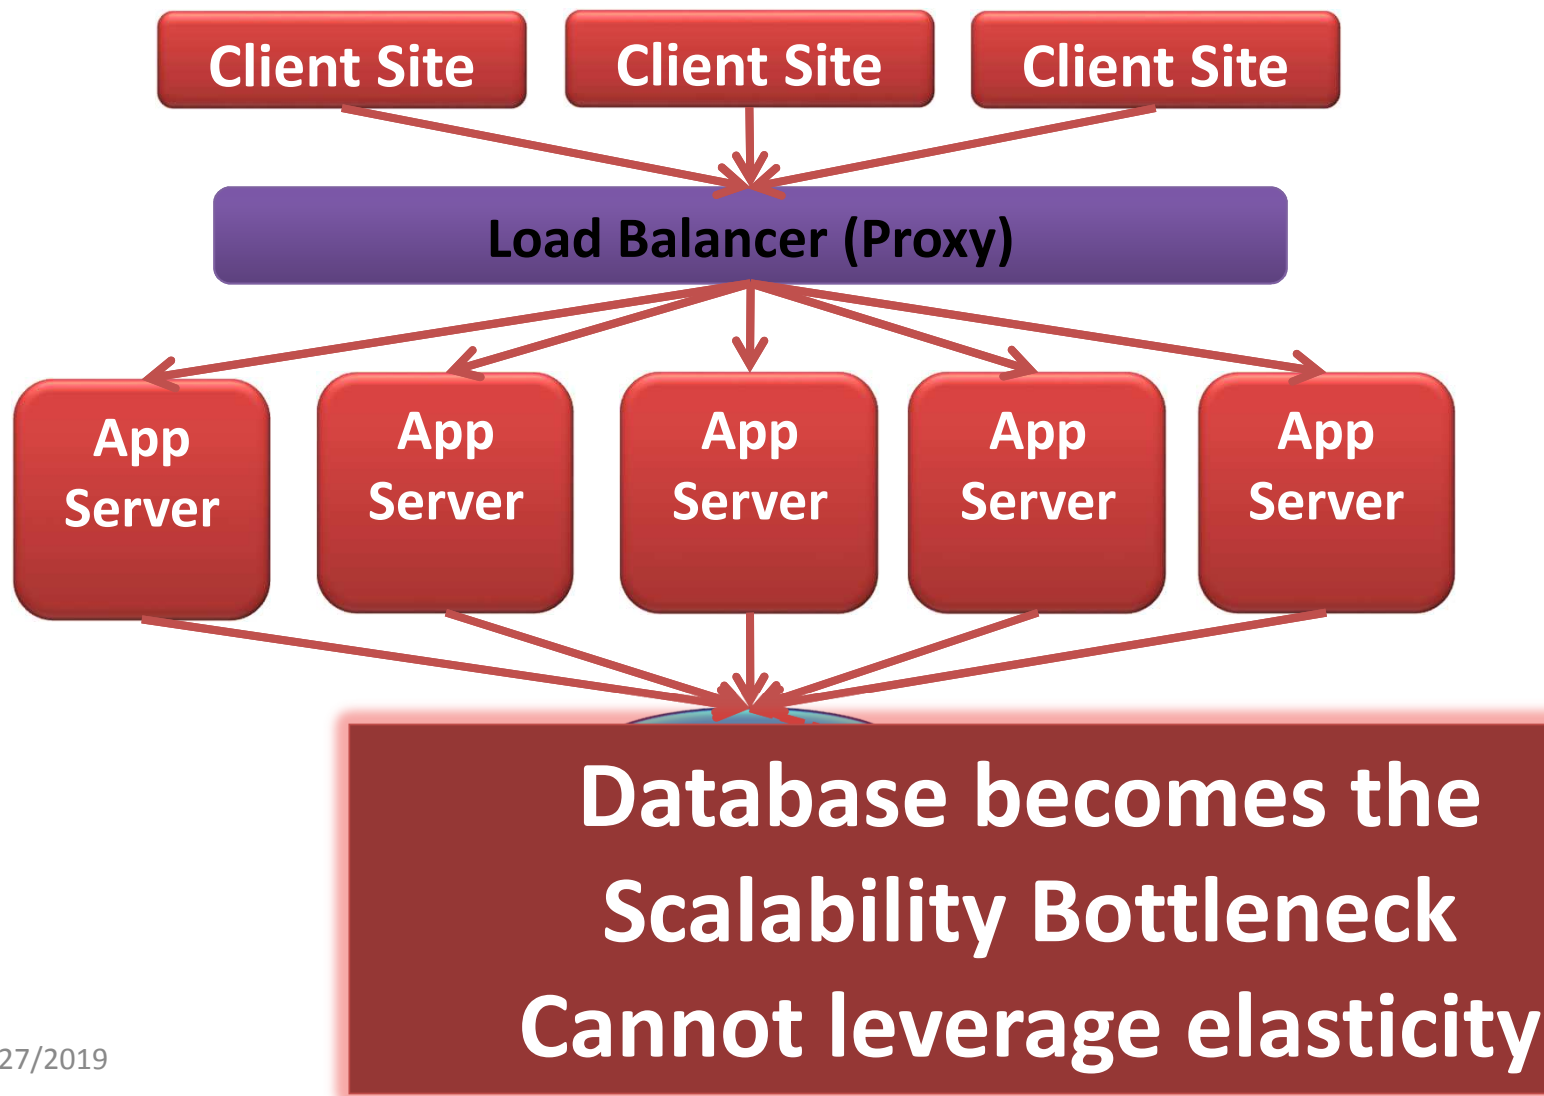 Client Site Client Site Client Site
Load Balancer (Proxy)
App App App App App
Server Server Server Server Server
Database becomes the
Scalability Bottleneck
Cannot leverage elasticity
27/2019